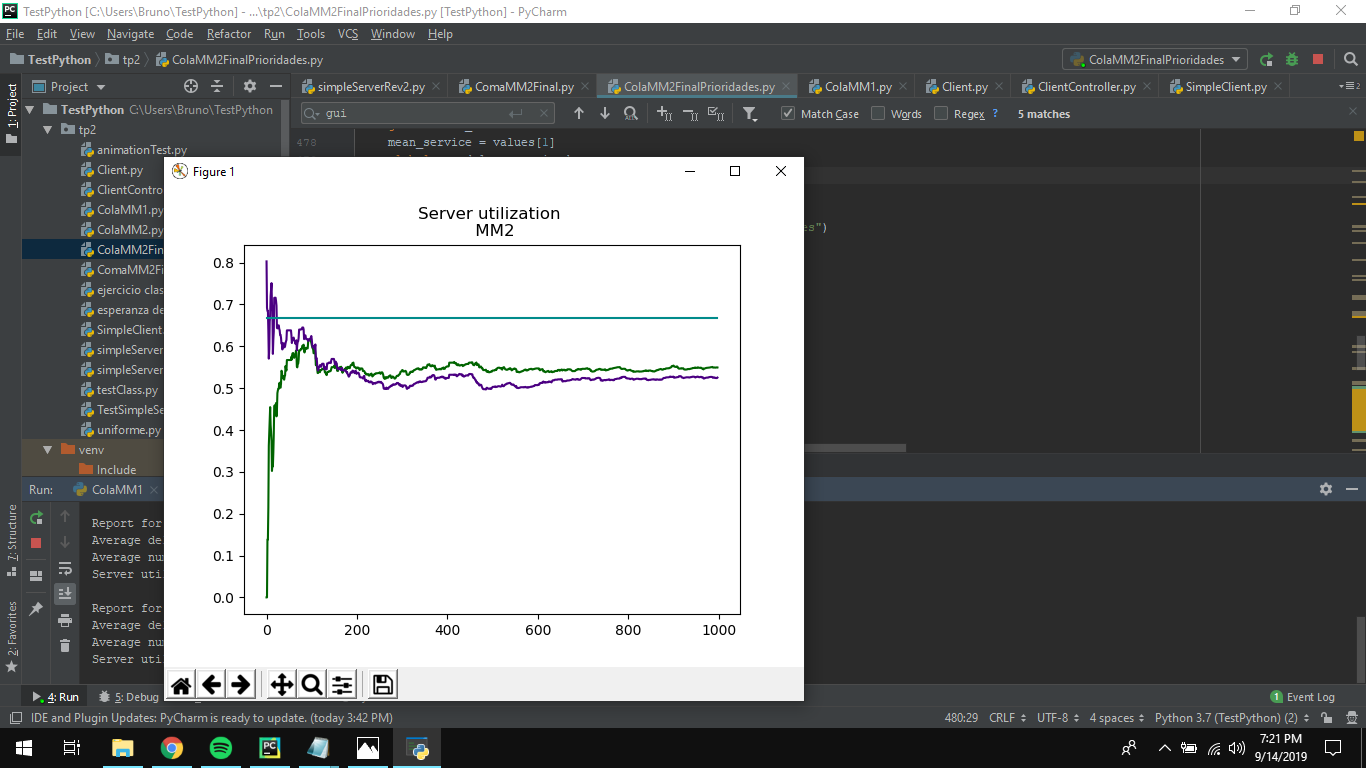 TestPython [C:\Users\Bruno\TestPython] - ...\tp2\ColaMM2FinalPrioridades.py [TestPython] - PyCharm
File Edit View Navigate Code Refactor Run Tools VCS Window Help
TestPython tp2 ColaMM2FinalPrioridades.py ColaMM2FinalPrioridades
1: Project
Project
simpleServerRev2.py ComaMM2Final.py ColaMM2FinalPrioridades.py ColaMM1.py Client.py ClientController.py SimpleClient.py
TestPython C:\Users\Bruno\TestPython
gui Match Case Words Regex ? 5 matches
tp2
478 mean_service = values[1]
animationTest.py
Client.py
ClientContro
ColaMM1.py
ColaMM2.py
ColaMM2Fin
ComaMM2Fi
ejercicio clas
esperanza de
SimpleClient.
simpleServer
simpleServer
testClass.py
TestSimpleSe
uniforme.py
venv
Include
es")
Figure 1
Server utilization
MM2
0.8
0.7
0.6
0.5
0.4
0.3
0.2
0.1
0.0
0 200 400 600 800 1000
Run: ColaMM1
Report for
Average de
Average nu
Server uti
Report for
Average de
Average nu
Server uti
7: Structure
2: Favorites
4: Run 5: Debug 1 Event Log
IDE and Plugin Updates: PyCharm is ready to update. (today 3:42 PM) 480:29 CRLF UTF-8 4 spaces Python 3.7 (TestPython) (2)
PC
7:21 PM
9/14/2019